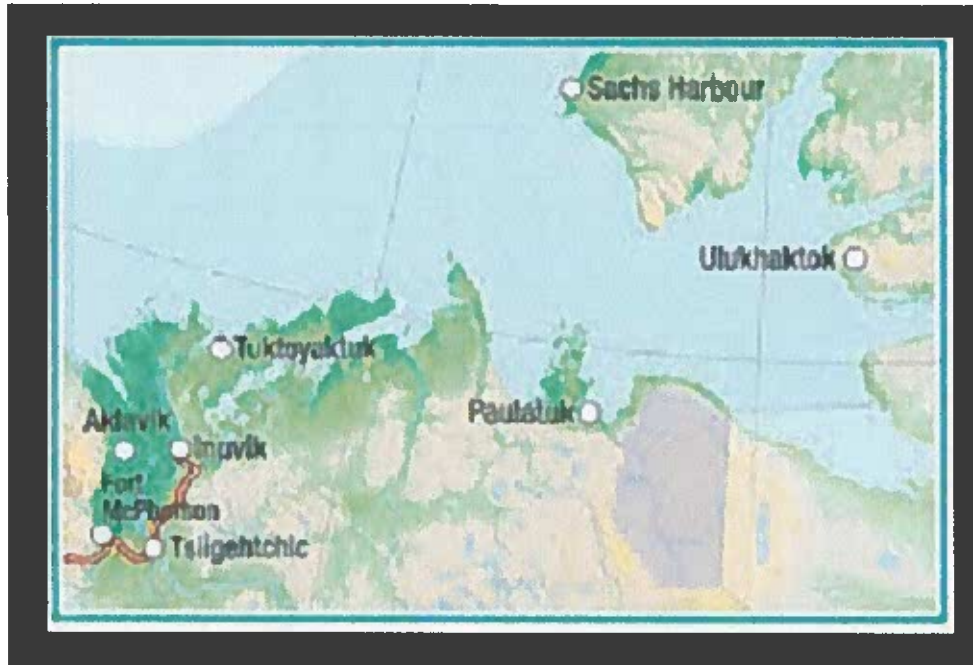 Sachs Harbour
Ulukhaktok
Tuktoyaktuk
Paulatuk
Aklavik
Inuvik
Fort
McPherson
Tsiigehtchic